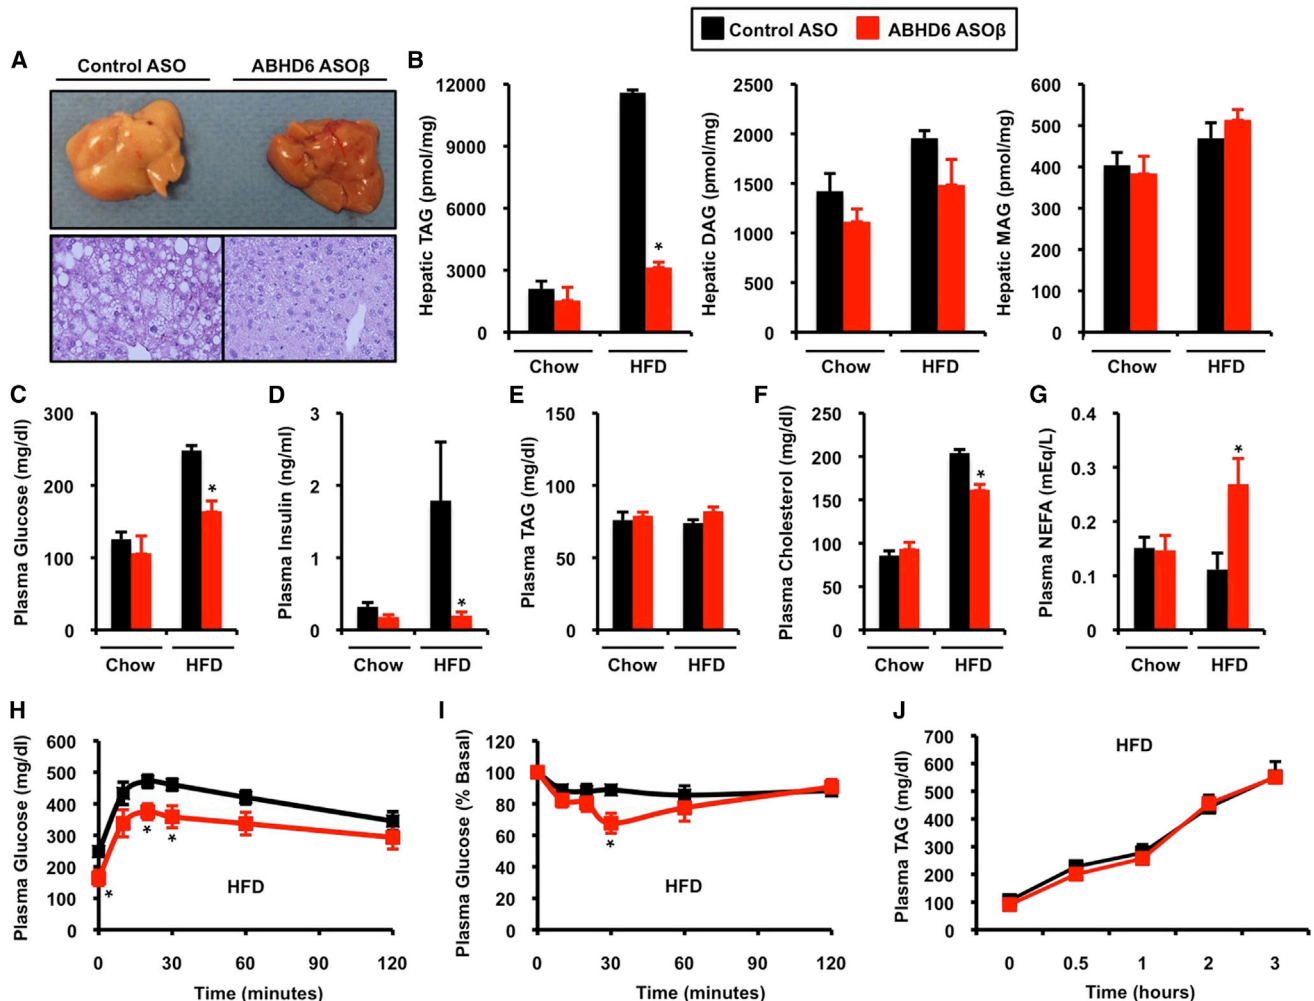 Control ASO ABHD6 ASOβ
A
Control ASO ABHD6 ASOβ
B
Hepatic TAG (pmol/mg)
12000
9000
6000
3000
0
Chow HFD
*
Hepatic DAG (pmol/mg)
2500
2000
1500
1000
500
0
Chow HFD
Hepatic MAG (pmol/mg)
600
500
400
300
200
100
0
Chow HFD
C
Plasma Glucose (mg/dl)
300
200
100
0
*
Chow HFD
D
Plasma Insulin (ng/ml)
3
2
1
0
*
Chow HFD
E
Plasma TAG (mg/dl)
150
100
50
0
Chow HFD
F
Plasma Cholesterol (mg/dl)
250
200
150
100
50
0
*
Chow HFD
G
Plasma NEFA (mEq/L)
0.4
0.3
0.2
0.1
0
*
Chow HFD
H
Plasma Glucose (mg/dl)
600
500
400
300
200
100
0
* * *
HFD
0 30 60 90 120
Time (minutes)
I
Plasma Glucose (% Basal)
120
100
80
60
40
20
0
*
HFD
0 30 60 90 120
Time (minutes)
J
Plasma TAG (mg/dl)
HFD
700
600
500
400
300
200
100
0
0 0.5 1 2 3
Time (hours)